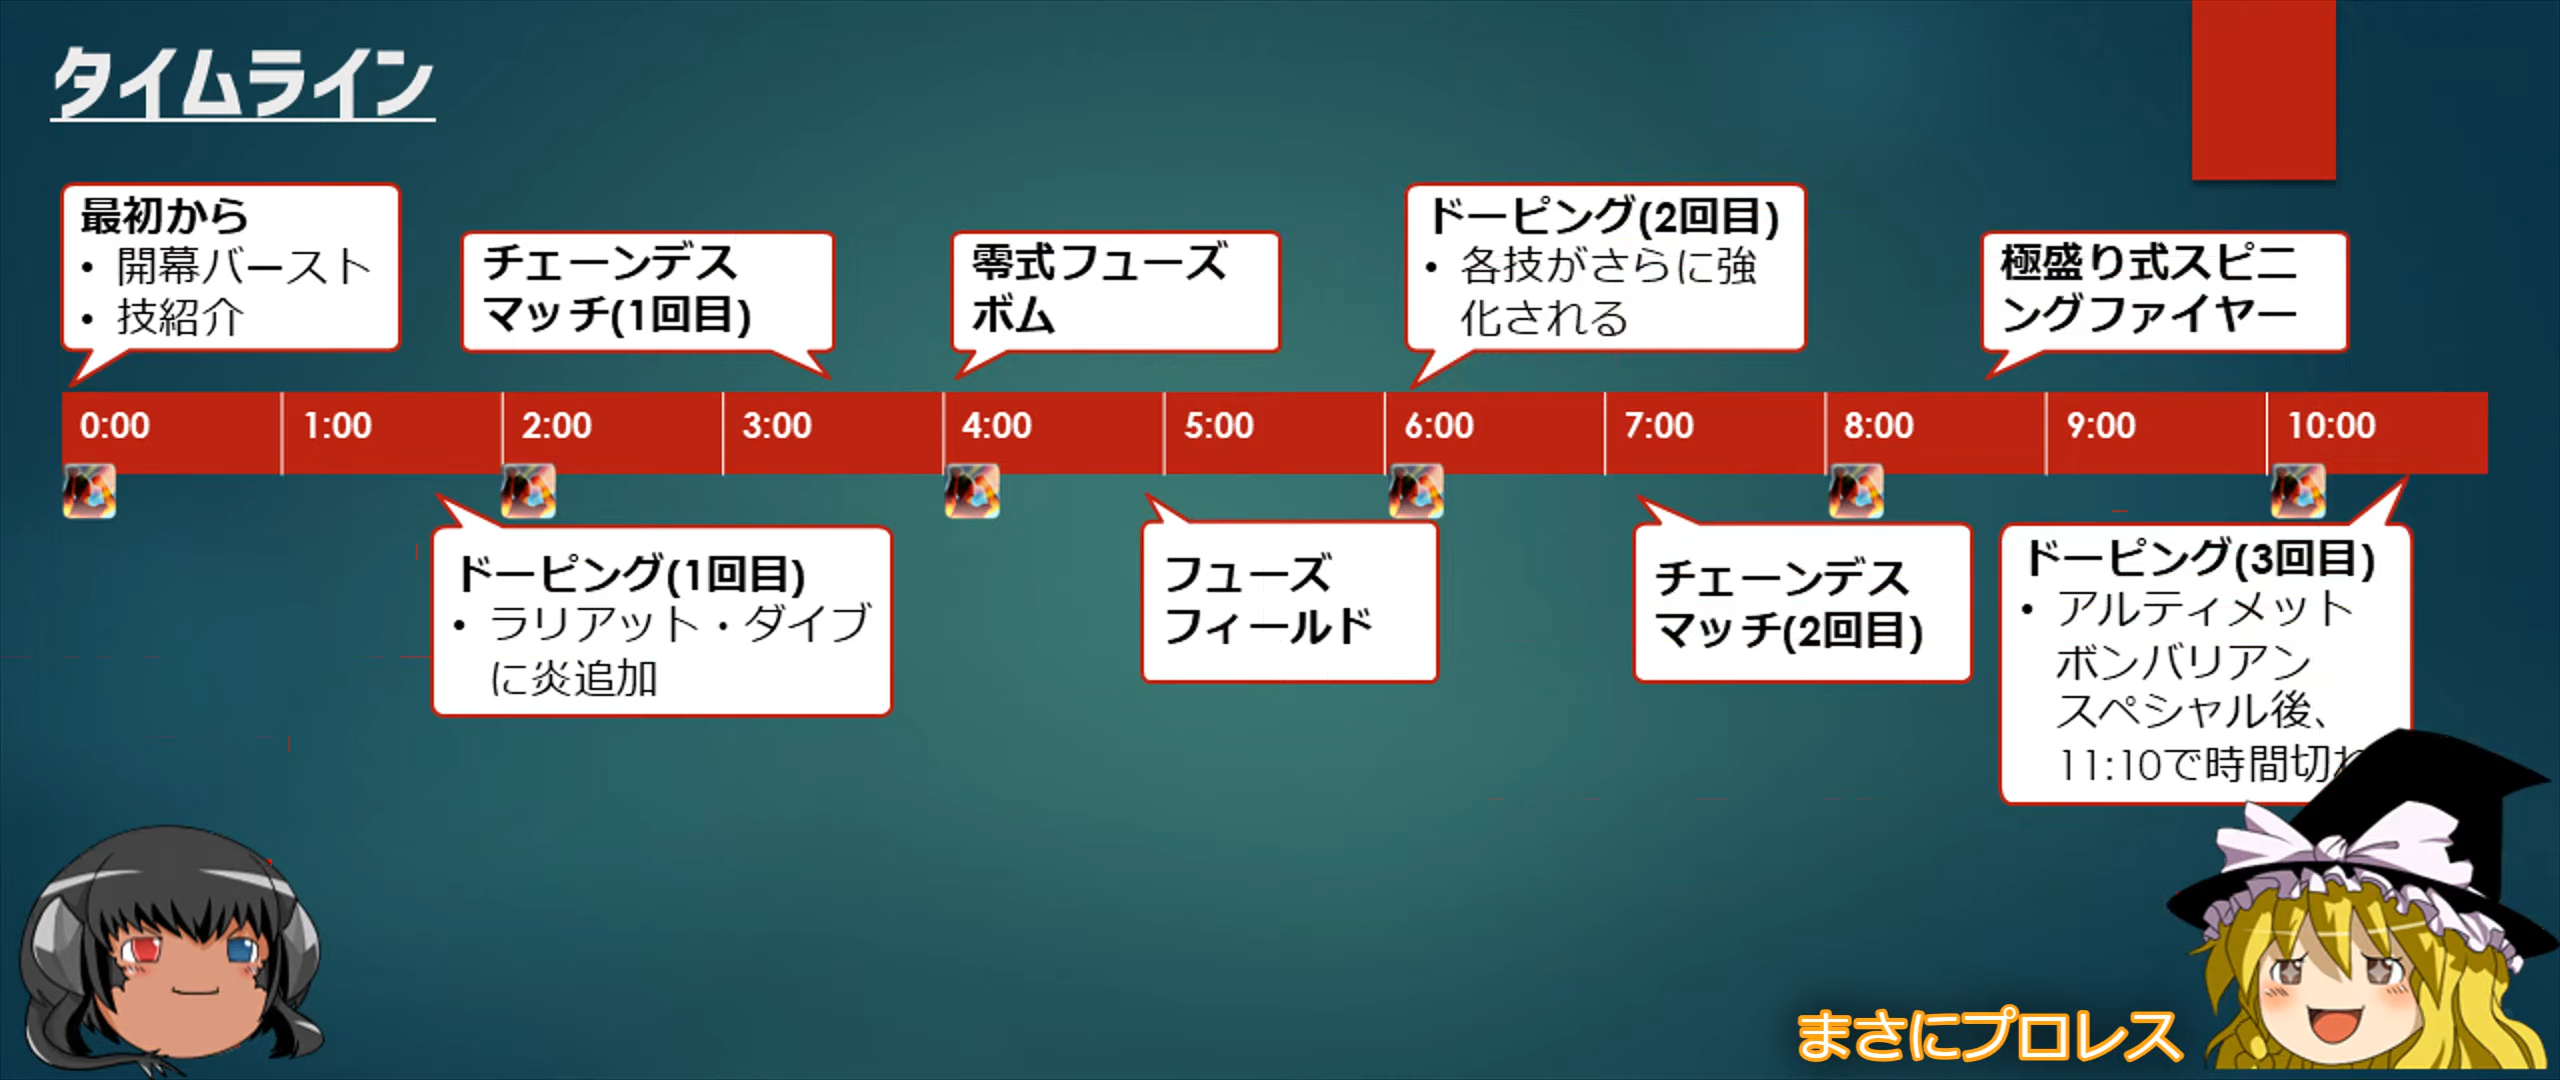 タイムライン
最初から
• 開幕バースト
• 技紹介
チェーンデス
マッチ(1回目)
零式フューズ
ボム
ドーピング(2回目)
• 各技がさらに強
化される
極盛り式スピニ
ングファイヤー
0:00 1:00 2:00 3:00 4:00 5:00 6:00 7:00 8:00 9:00 10:00
ドーピング(1回目)
• ラリアット・ダイブ
に炎追加
フューズ
フィールド
チェーンデス
マッチ(2回目)
ドーピング(3回目)
• アルティメット
ボンバリアン
スペシャル後、
11:10で時間切れ
まさにプロレス